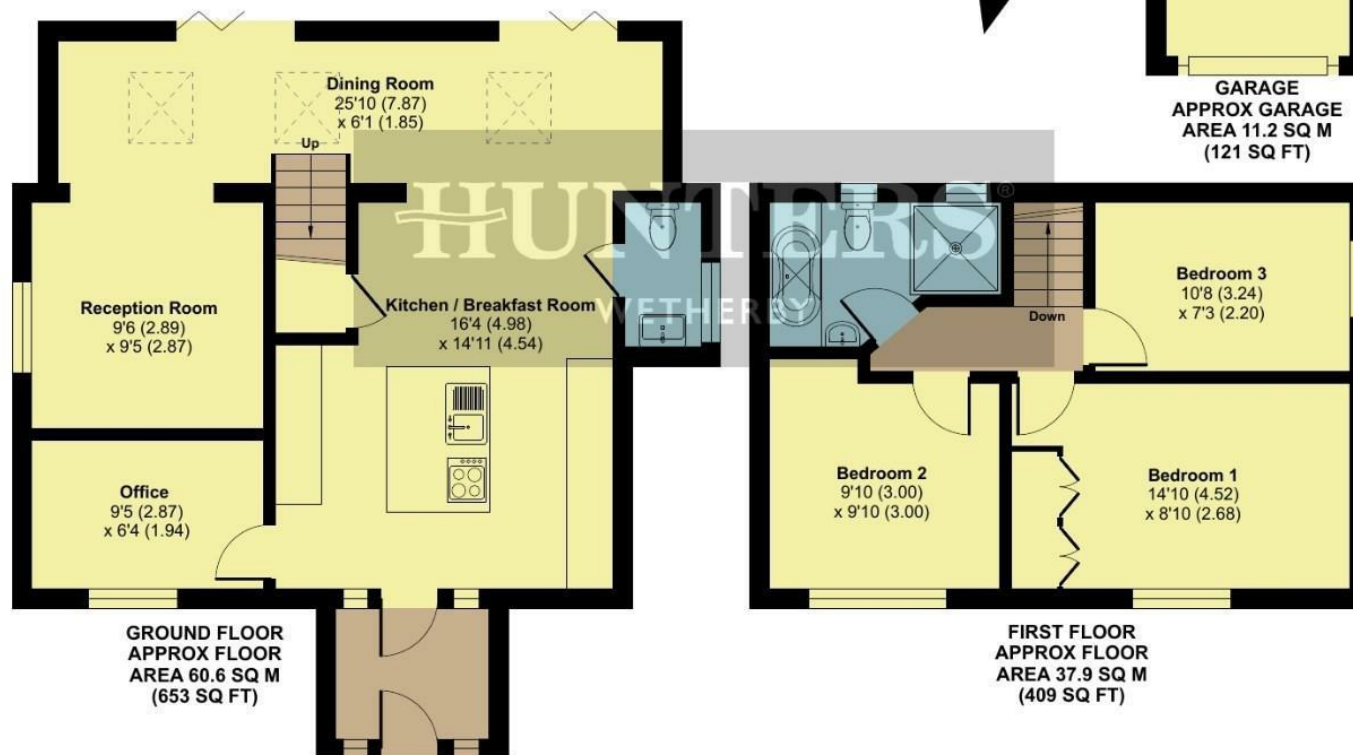 Dining Room
25'10 (7.87)
x 6'1 (1.85)
Up
GARAGE
APPROX GARAGE
AREA 11.2 SQ M
(121 SQ FT)
HUNTERS®
WETHERBY
Reception Room
9'6 (2.89)
x 9'5 (2.87)
Kitchen / Breakfast Room
16'4 (4.98)
x 14'11 (4.54)
Office
9'5 (2.87)
x 6'4 (1.94)
Bedroom 3
10'8 (3.24)
x 7'3 (2.20)
Down
Bedroom 2
9'10 (3.00)
x 9'10 (3.00)
Bedroom 1
14'10 (4.52)
x 8'10 (2.68)
GROUND FLOOR
APPROX FLOOR
AREA 60.6 SQ M
(653 SQ FT)
FIRST FLOOR
APPROX FLOOR
AREA 37.9 SQ M
(409 SQ FT)